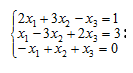 2x₁ + 3x₂ - x₃ = 1
x₁ - 3x₂ + 2x₃ = 3
-x₁ + x₂ + x₃ = 0